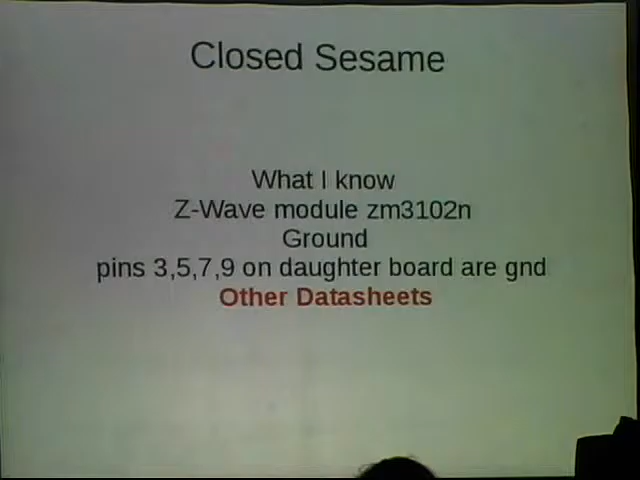 Closed Sesame
What I know
Z-Wave module zm3102n
Ground
pins 3,5,7,9 on daughter board are gnd
Other Datasheets